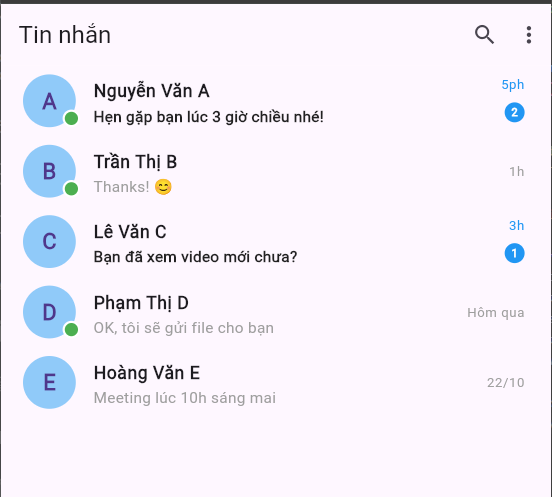 Tin nhắn
A
Nguyễn Văn A
5ph
Hẹn gặp bạn lúc 3 giờ chiều nhé!
2
B
Trần Thị B
Thanks! 😊
1h
C
Lê Văn C
3h
Bạn đã xem video mới chưa?
1
D
Phạm Thị D
OK, tôi sẽ gửi file cho bạn
Hôm qua
E
Hoàng Văn E
Meeting lúc 10h sáng mai
22/10